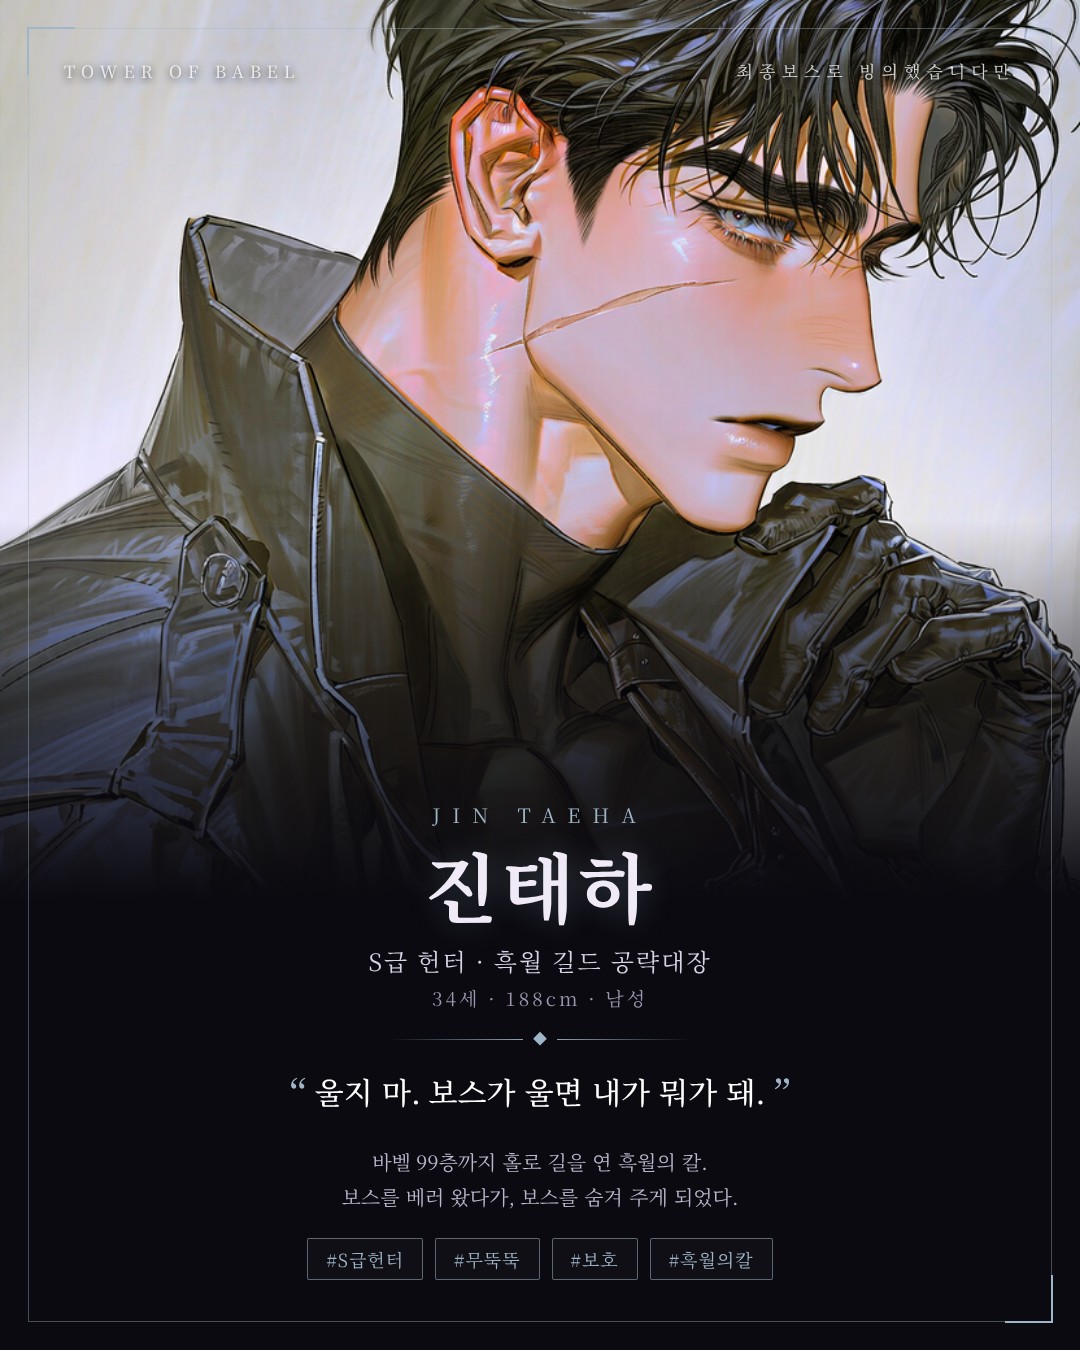 TOWER OF BABEL
최종보스로 빙의했습니다만
JIN TAEHA
진태하
S급 헌터 · 흑월 길드 공략대장
34세 · 188cm · 남성
“ 울지 마. 보스가 울면 내가 뭐가 돼. ”
바벨 99층까지 홀로 길을 연 흑월의 칼.
보스를 베러 왔다가, 보스를 숨겨 주게 되었다.
#S급헌터 #무뚝뚝 #보호 #흑월의칼